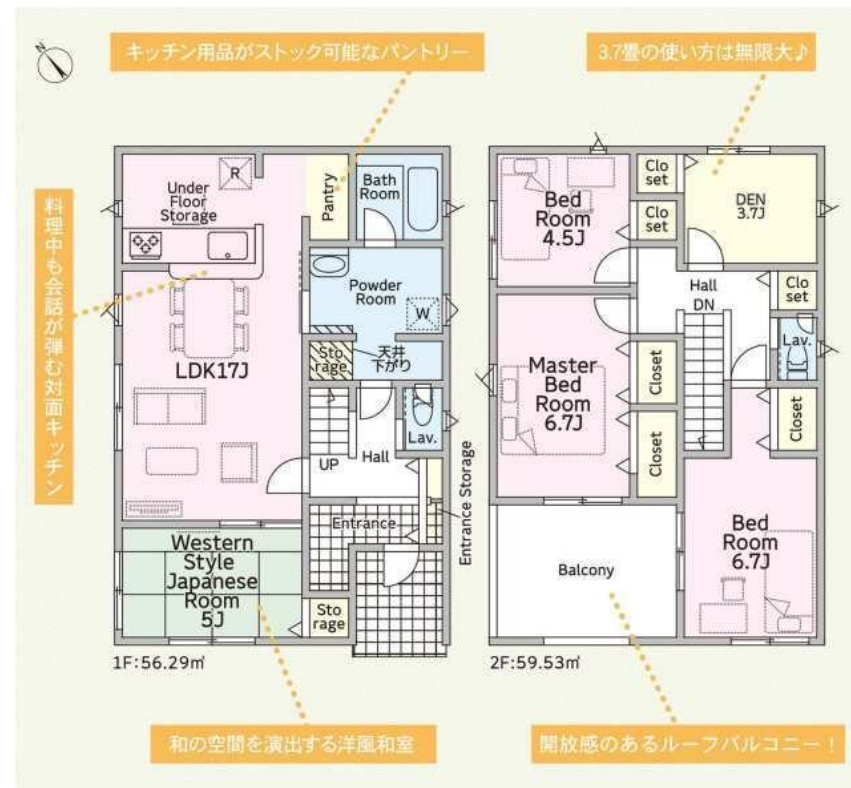 N
キッチン用品がストック可能なパントリー
3.7畳の使い方は無限大♪
料理中も会話が弾む対面キッチン
Under
Floor
Storage
R
Pantry
Bath
Room
Powder
Room
W
Sto
rage
天井
下がり
LDK17J
Lav.
UP
Hall
Entrance
Entrance Storage
Western
Style
Japanese
Room
5J
Sto
rage
1F:56.29㎡
Bed
Room
4.5J
Clo
set
Clo
set
DEN
3.7J
Hall
DN
Clo
set
Lav.
Master
Bed
Room
6.7J
Closet
Closet
Closet
Bed
Room
6.7J
Balcony
2F:59.53㎡
和の空間を演出する洋風和室
開放感のあるルーフバルコニー！